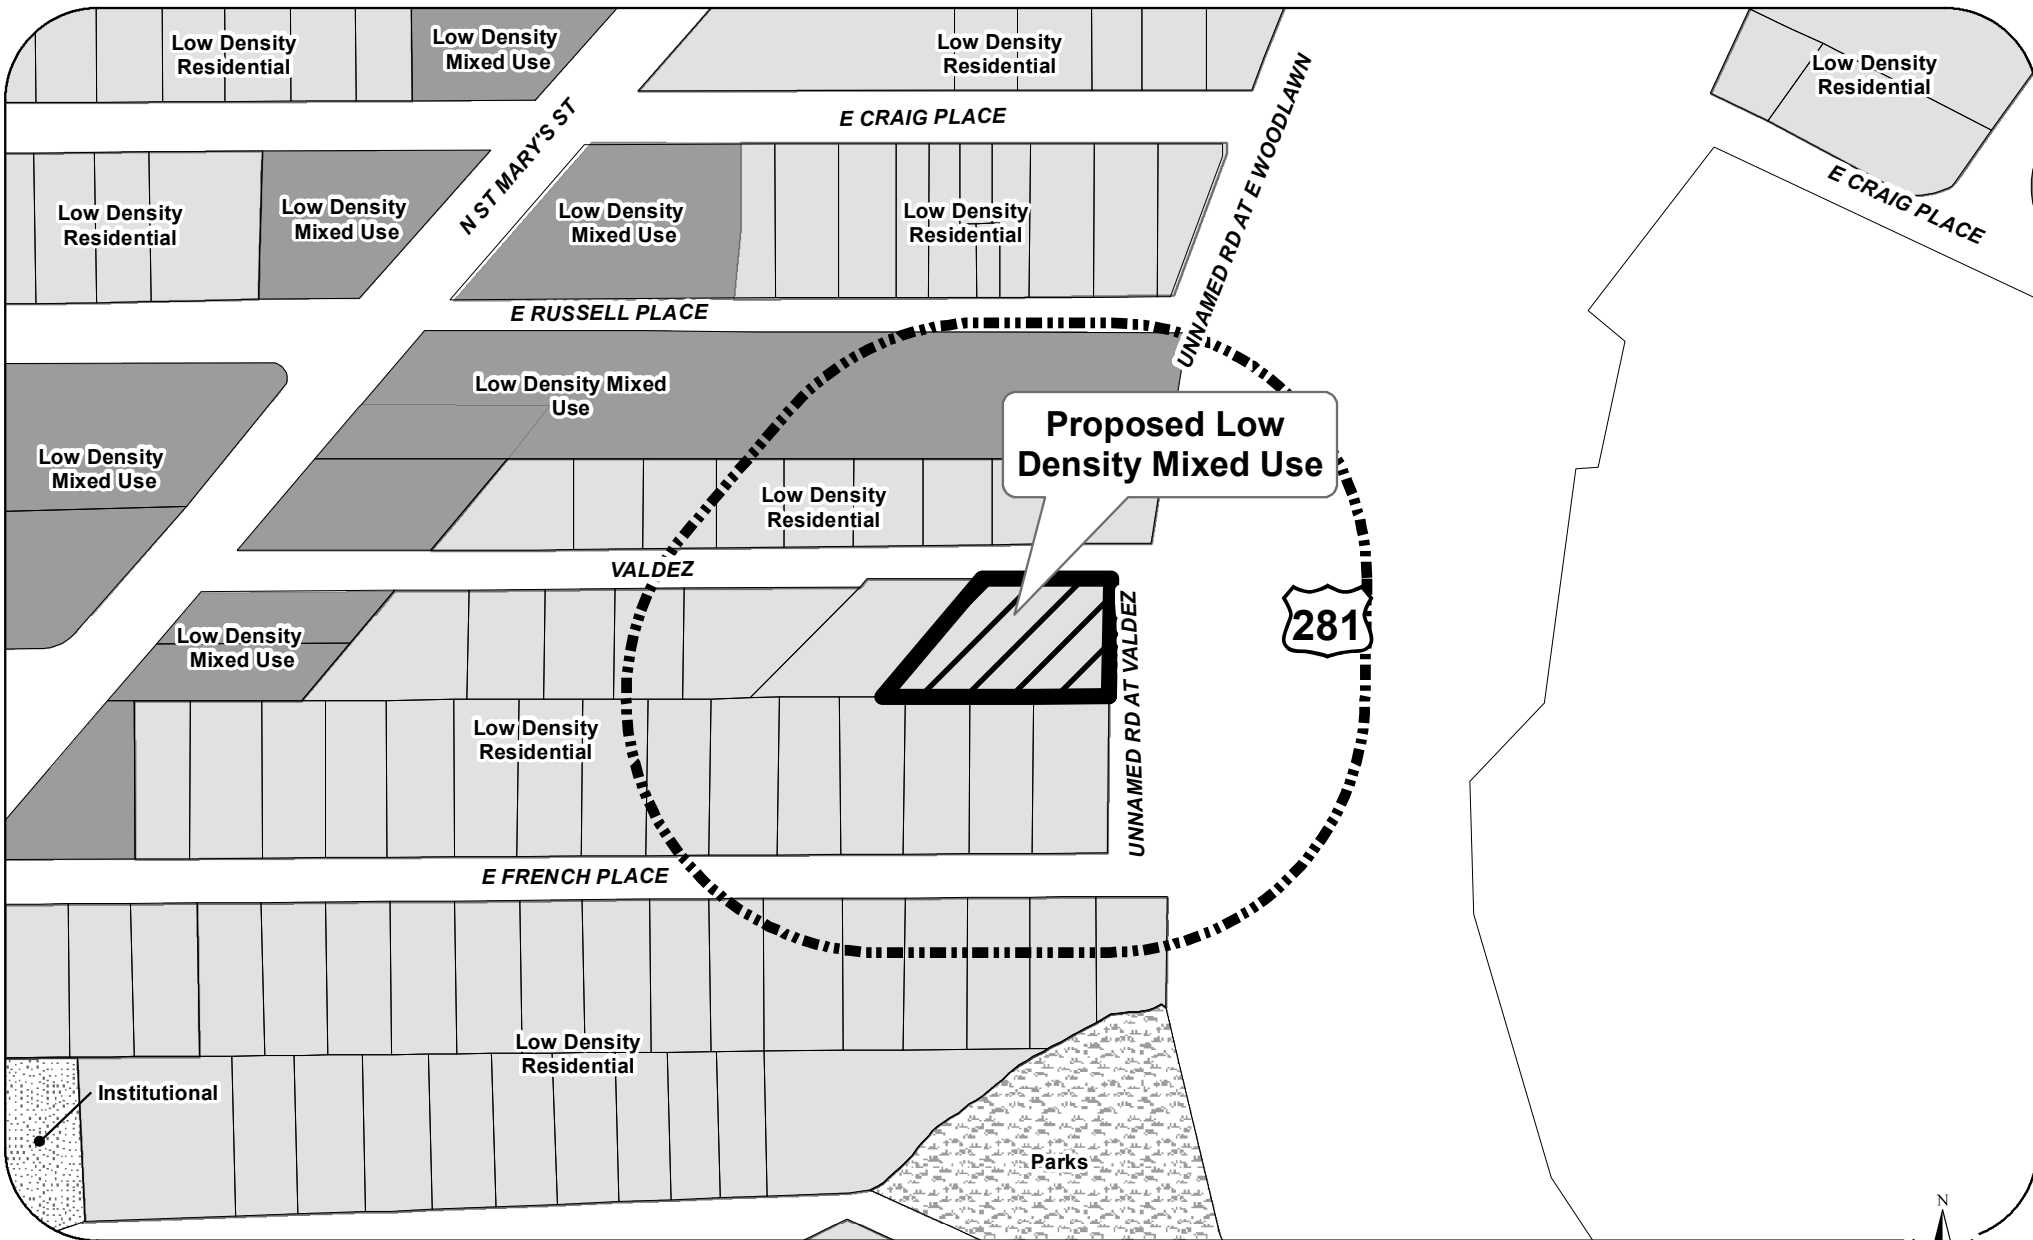 Low Density
Residential
Low Density
Mixed Use
Low Density
Residential
Low Density
Residential
E CRAIG PLACE
N ST MARY'S ST
UNNAMED RD AT E WOODLAWN
E CRAIG PLACE
Low Density
Residential
Low Density
Mixed Use
Low Density
Mixed Use
Low Density
Residential
E RUSSELL PLACE
Low Density Mixed
Use
Proposed Low
Density Mixed Use
Low Density
Mixed Use
Low Density
Residential
VALDEZ
281
UNNAMED RD AT VALDEZ
Low Density
Mixed Use
Low Density
Residential
E FRENCH PLACE
Low Density
Residential
Institutional
Parks
N